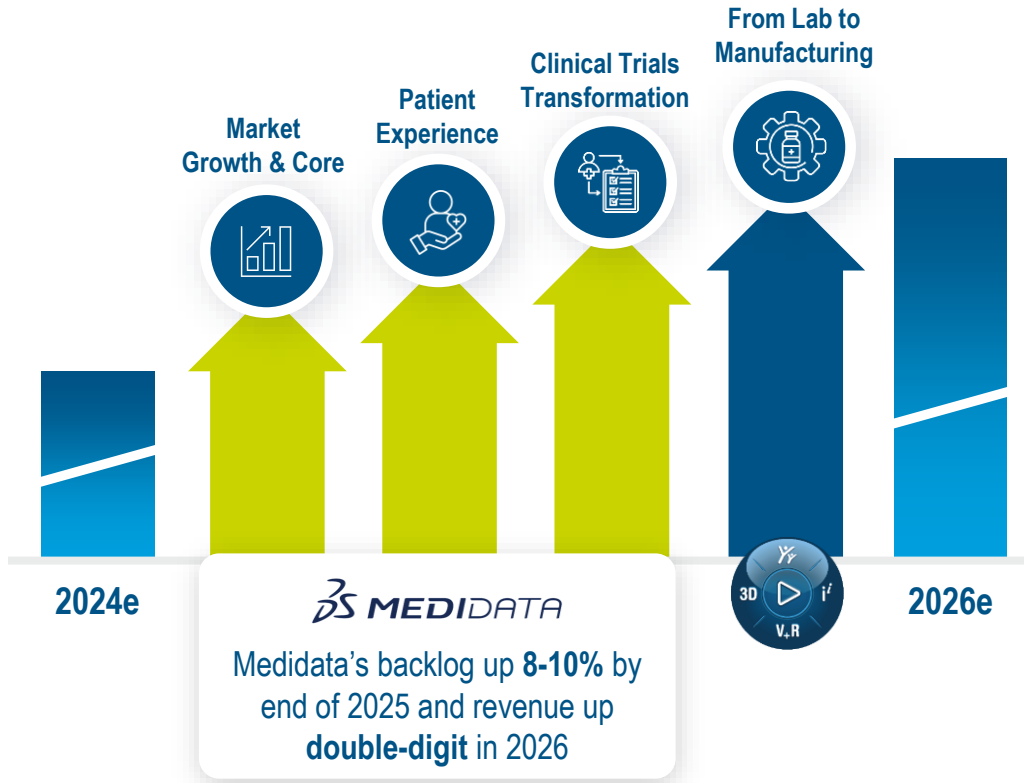 From Lab to
Manufacturing
Clinical Trials
Transformation
Patient
Experience
Market
Growth & Core
2024e
2026e
3D
V+R
i
3DS MEDIDATA
Medidata's backlog up 8-10% by
end of 2025 and revenue up
double-digit in 2026